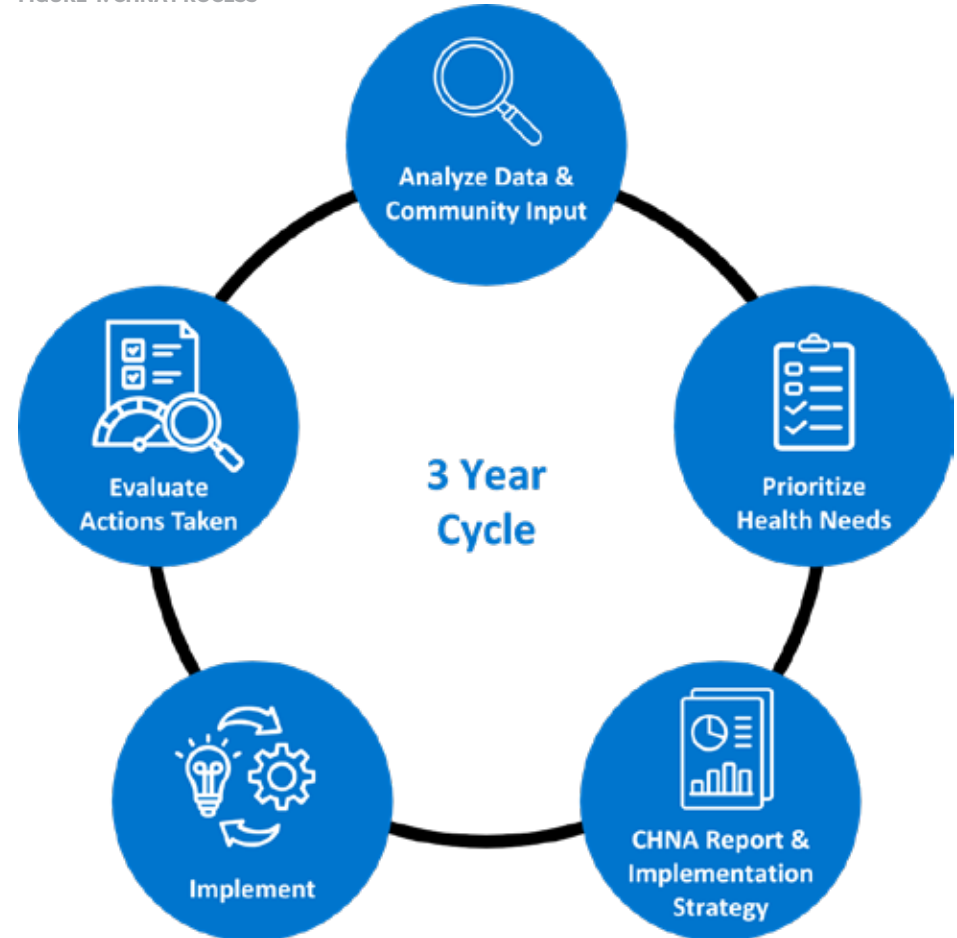 Analyze Data &
Community Input
Prioritize
Health Needs
CHNA Report &
Implementation
Strategy
Implement
Evaluate
Actions Taken
3 Year
Cycle